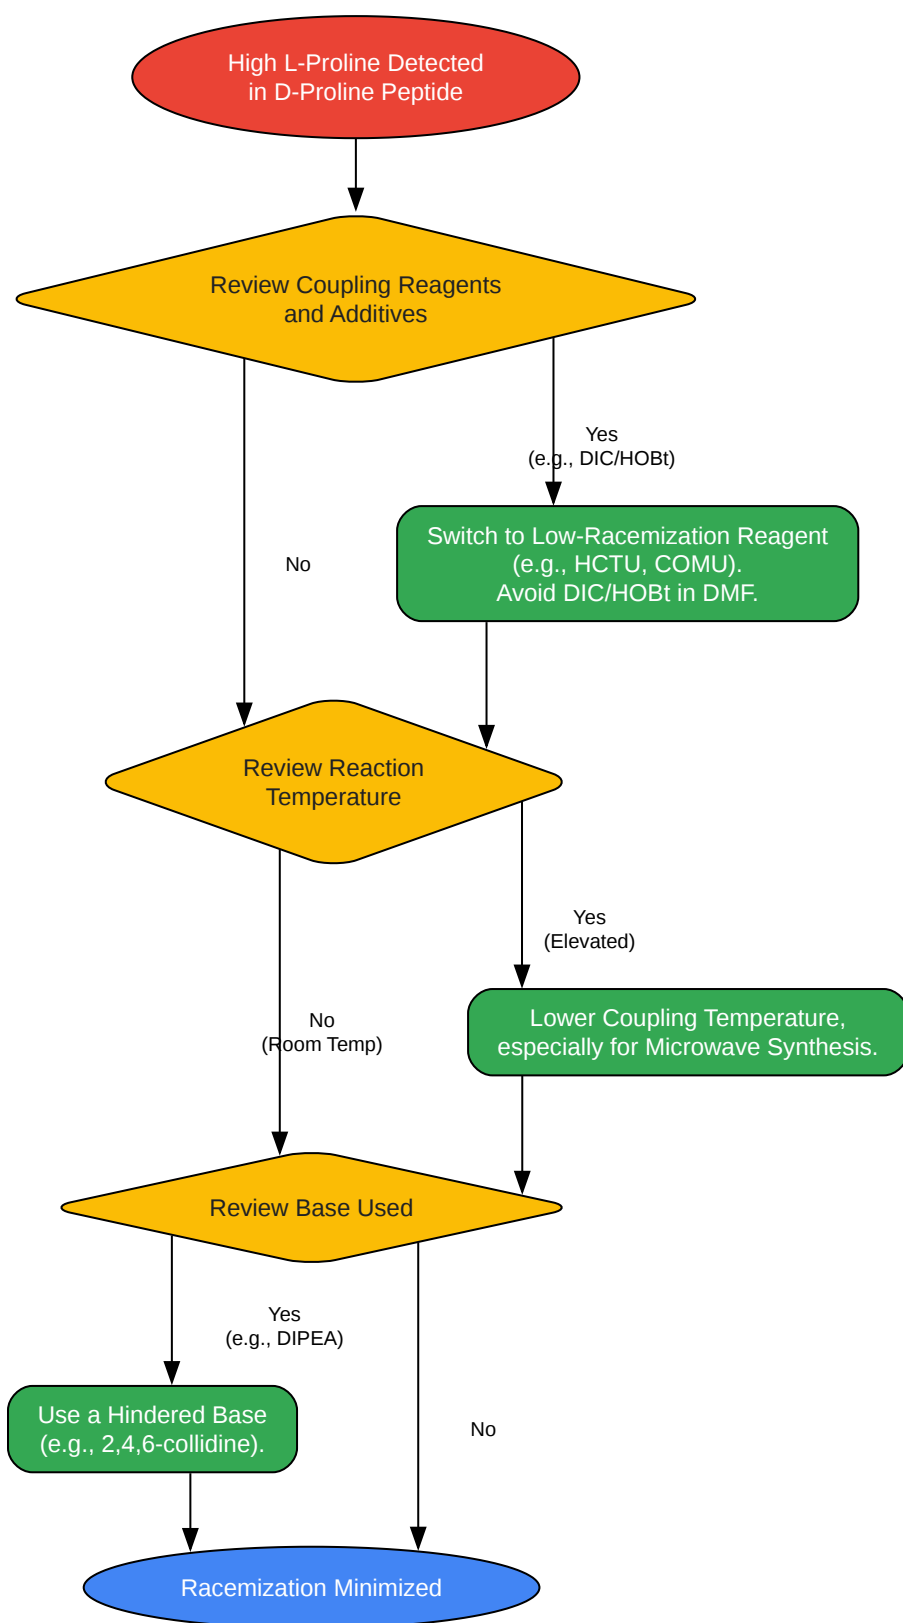 High L-Proline Detected
in D-Proline Peptide
Review Coupling Reagents
and Additives
Yes
(e.g., DIC/HOBt)
Switch to Low-Racemization Reagent
(e.g., HCTU, COMU).
Avoid DIC/HOBt in DMF.
No
Review Reaction
Temperature
Yes
(Elevated)
Lower Coupling Temperature,
especially for Microwave Synthesis.
No
(Room Temp)
Review Base Used
Yes
(e.g., DIPEA)
Use a Hindered Base
(e.g., 2,4,6-collidine).
No
Racemization Minimized